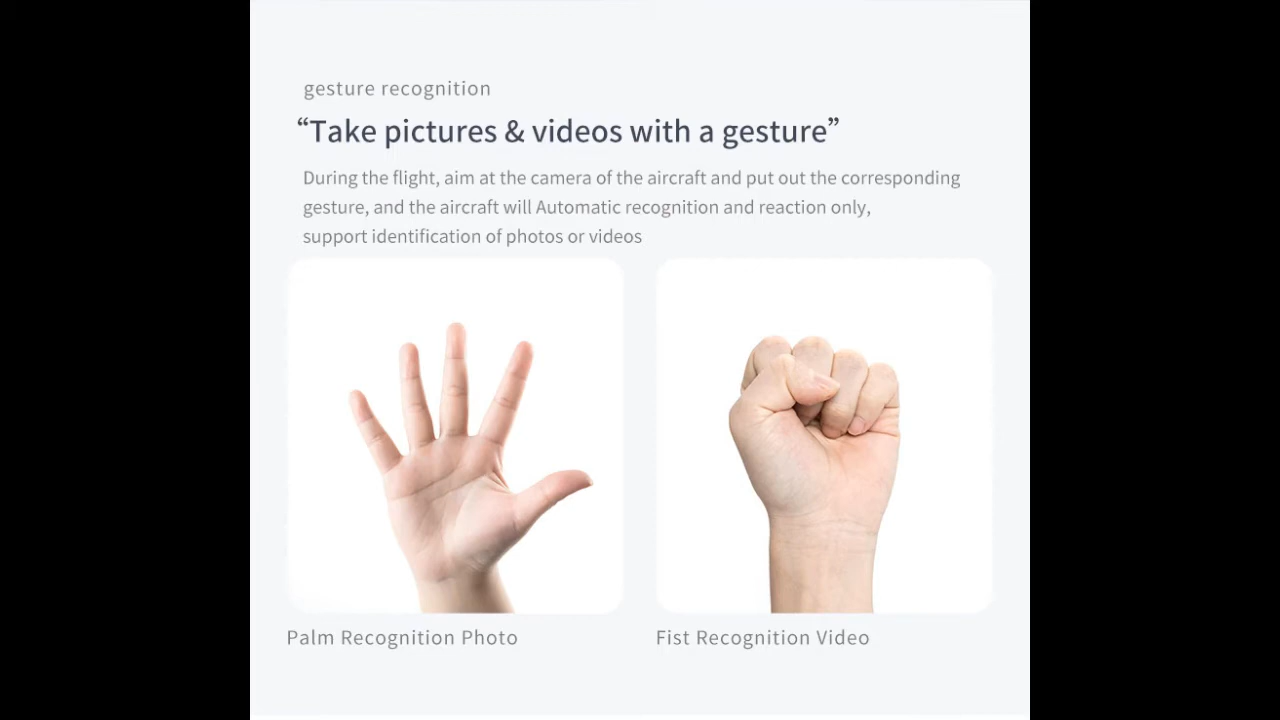 gesture recognition
“Take pictures & videos with a gesture”
During the flight, aim at the camera of the aircraft and put out the corresponding
gesture, and the aircraft will Automatic recognition and reaction only,
support identification of photos or videos
Palm Recognition Photo
Fist Recognition Video